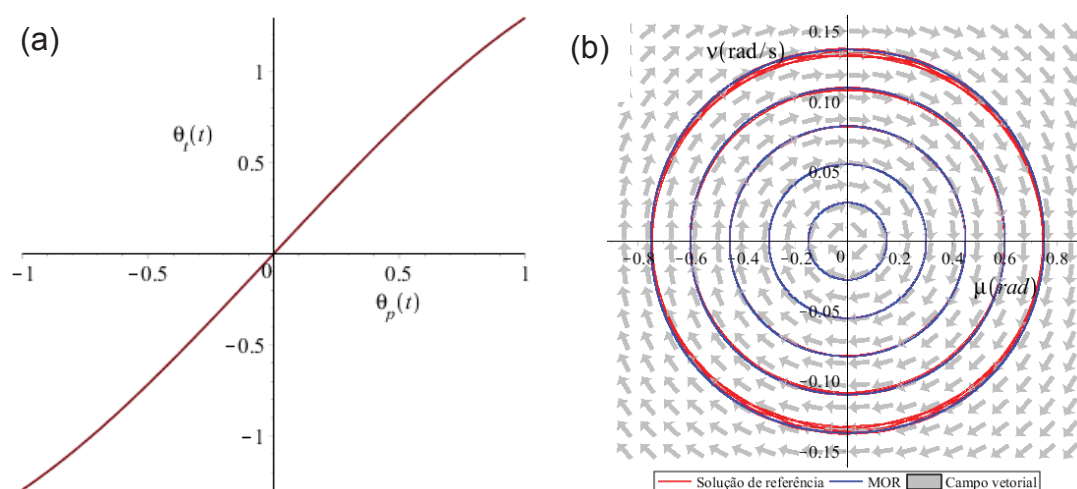 (a)
1
θ_t(t)
0.5
-1
-0.5
0
0.5
1
θ_p(t)
-0.5
-1
(b)
0.15
ν(rad/s)
0.10
0.05
-0.8
-0.6
-0.4
-0.2
0
0.2
0.4
0.6
0.8
μ(rad)
-0.05
-0.10
-0.15
Solução de referência
MOR
Campo vetorial